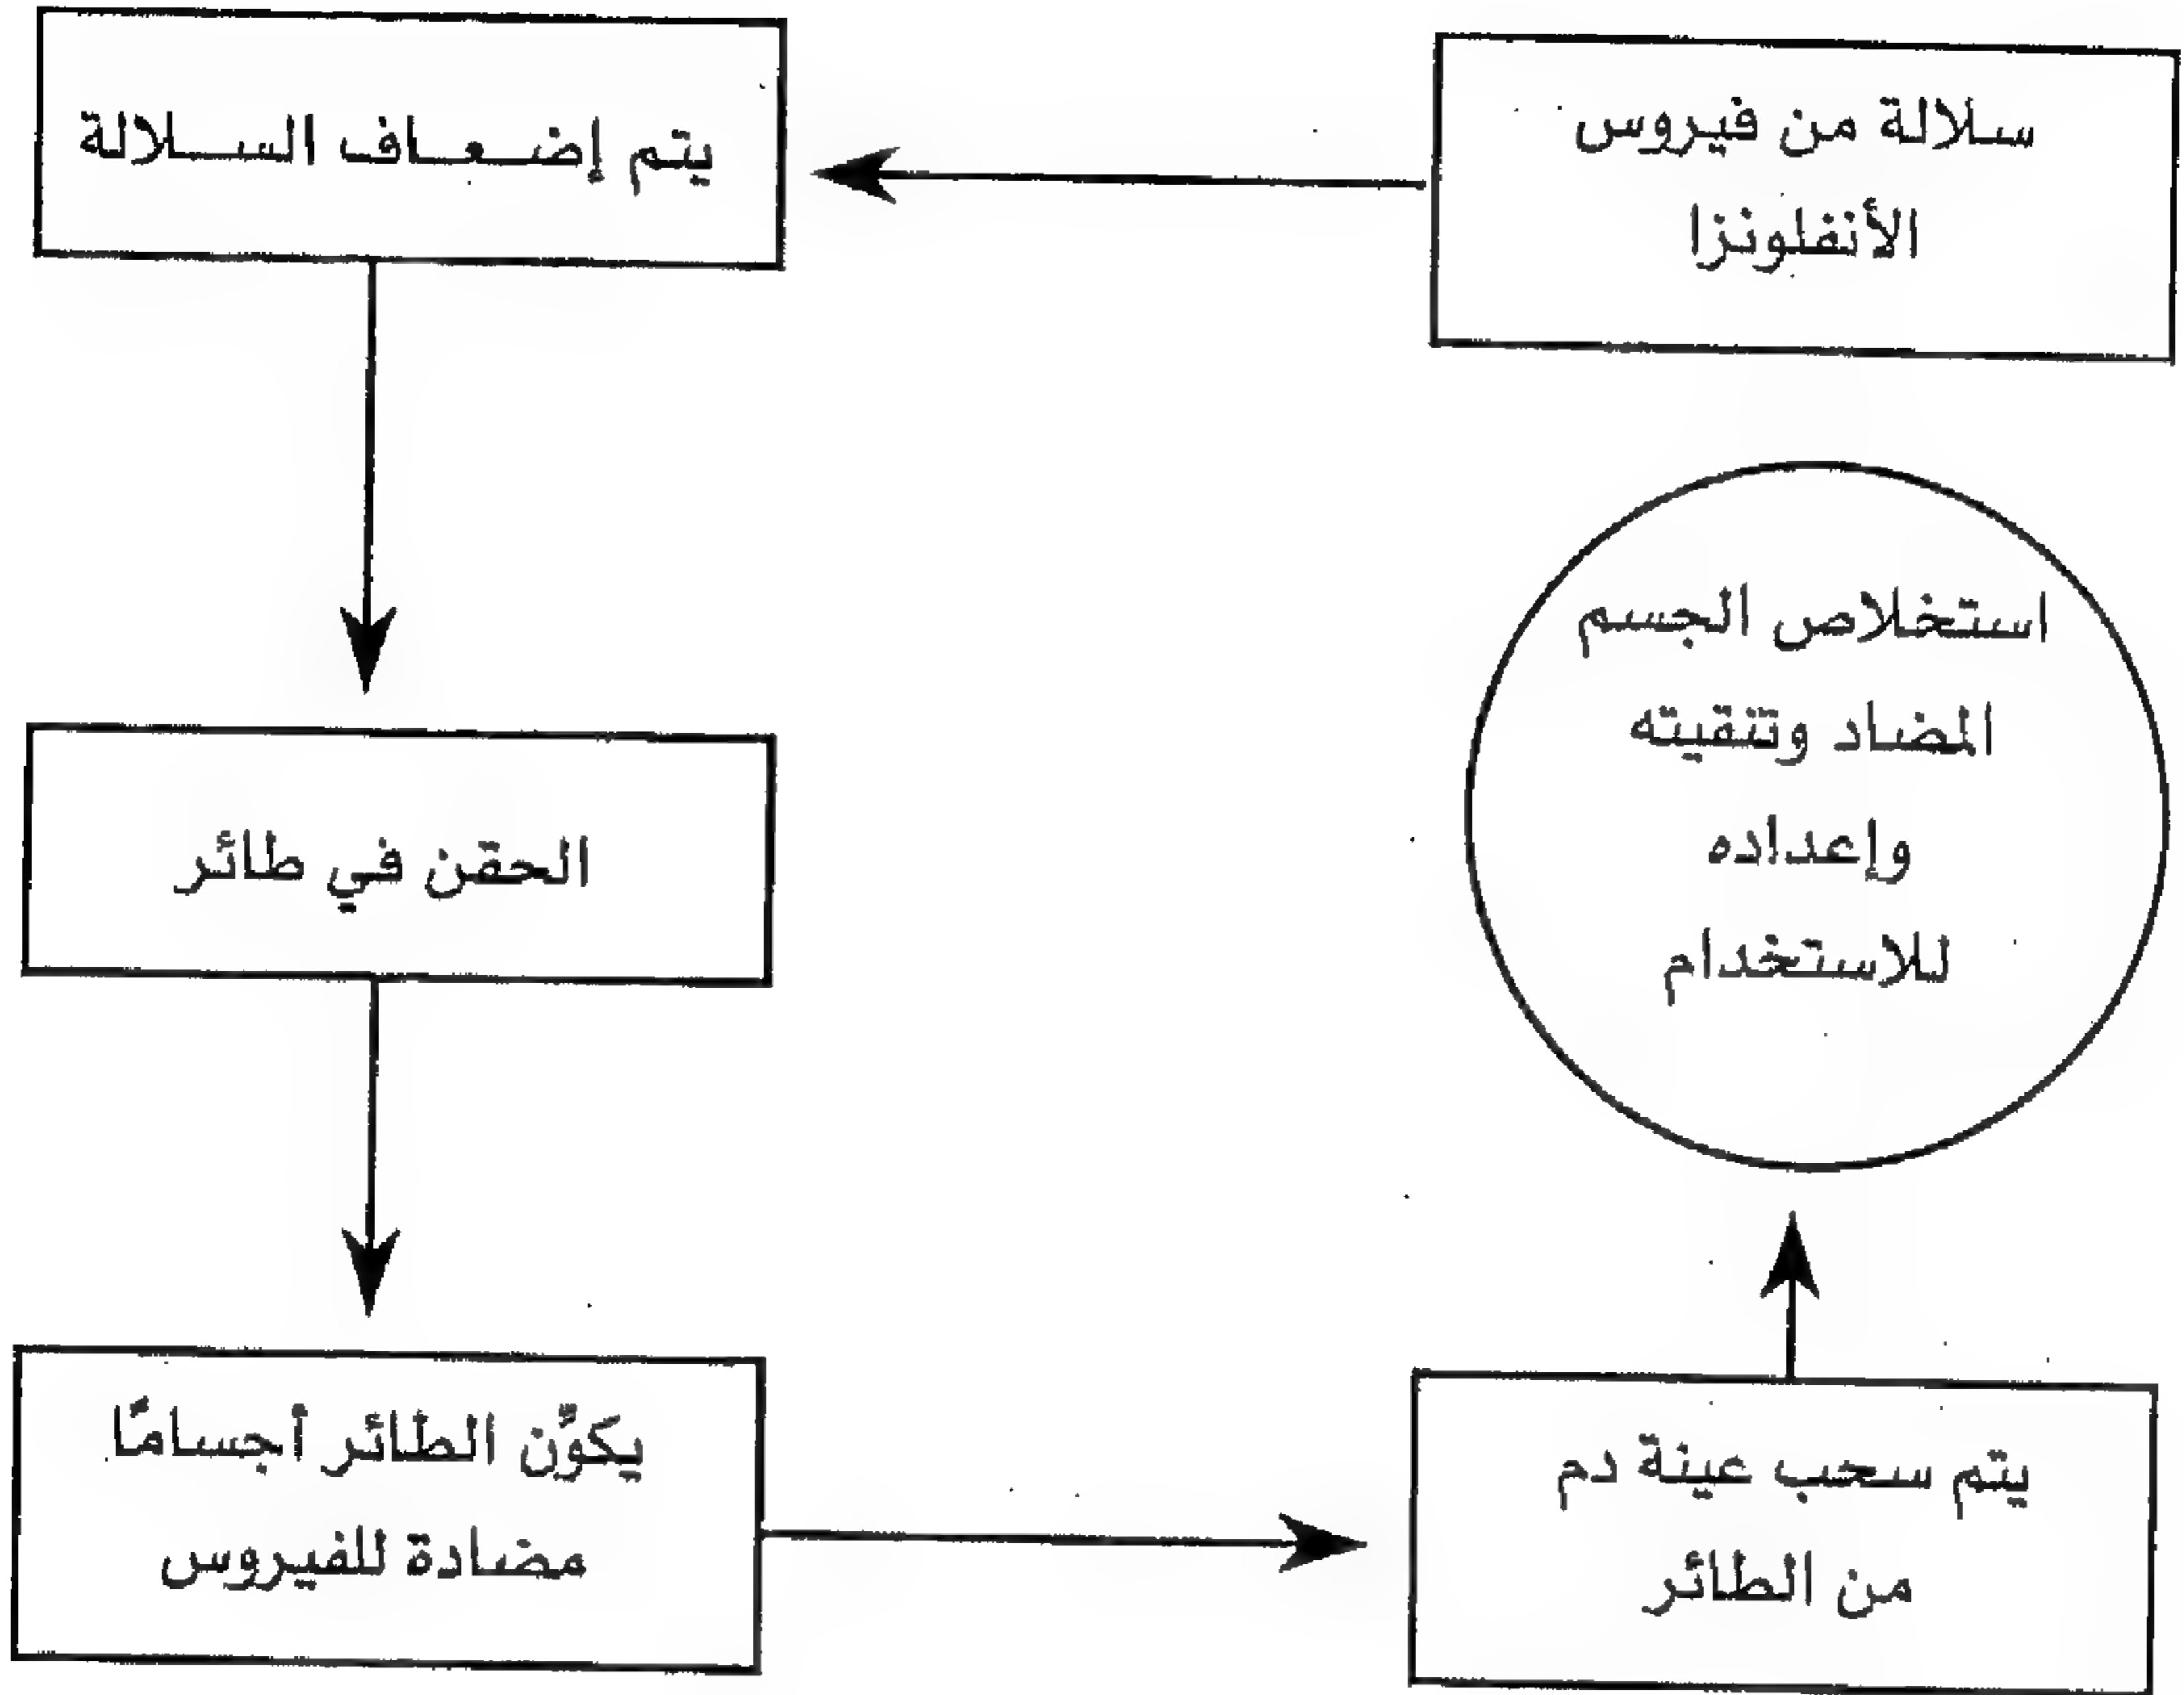 سلالة من فيروس
الأنفلونزا
يتم إضعاف السلالة
الحقن في طائر
يكوِّن الطائر أجسامًا
مضادة للفيروس
يتم سحب عينة دم
من الطائر
استخلاص الجسم
المضاد وتنقيته
وإعداده
للاستخدام